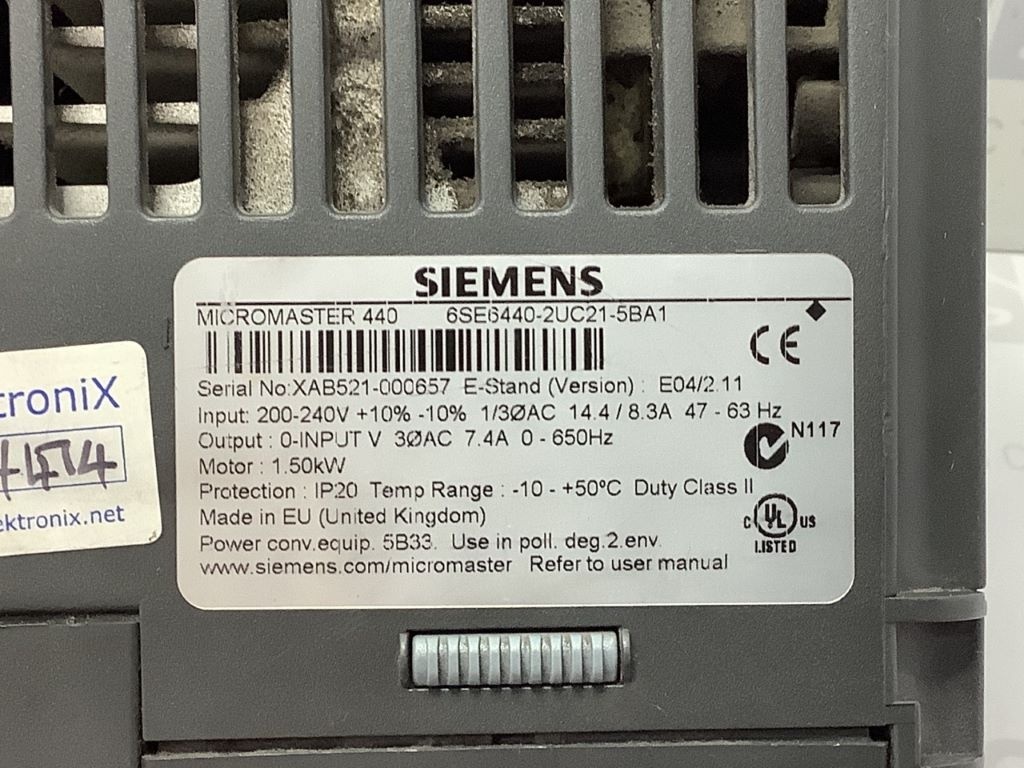 SIEMENS
MICROMASTER 440 6SE6440-2UC21-5BA1
CE
Serial No:XAB521-000657 E-Stand (Version) : E04/2.11
Input: 200-240V +10% -10% 1/3ØAC 14.4 / 8.3A 47 - 63 Hz
Output : 0-INPUT V 3ØAC 7.4A 0 - 650Hz
N117
Motor : 1.50kW
Protection : IP20 Temp Range : -10 - +50°C Duty Class II
Made in EU (United Kingdom)
c UL US
LISTED
Power conv.equip. 5B33. Use in poll. deg.2.env.
www.siemens.com/micromaster Refer to user manual
troniX
ektronix.net